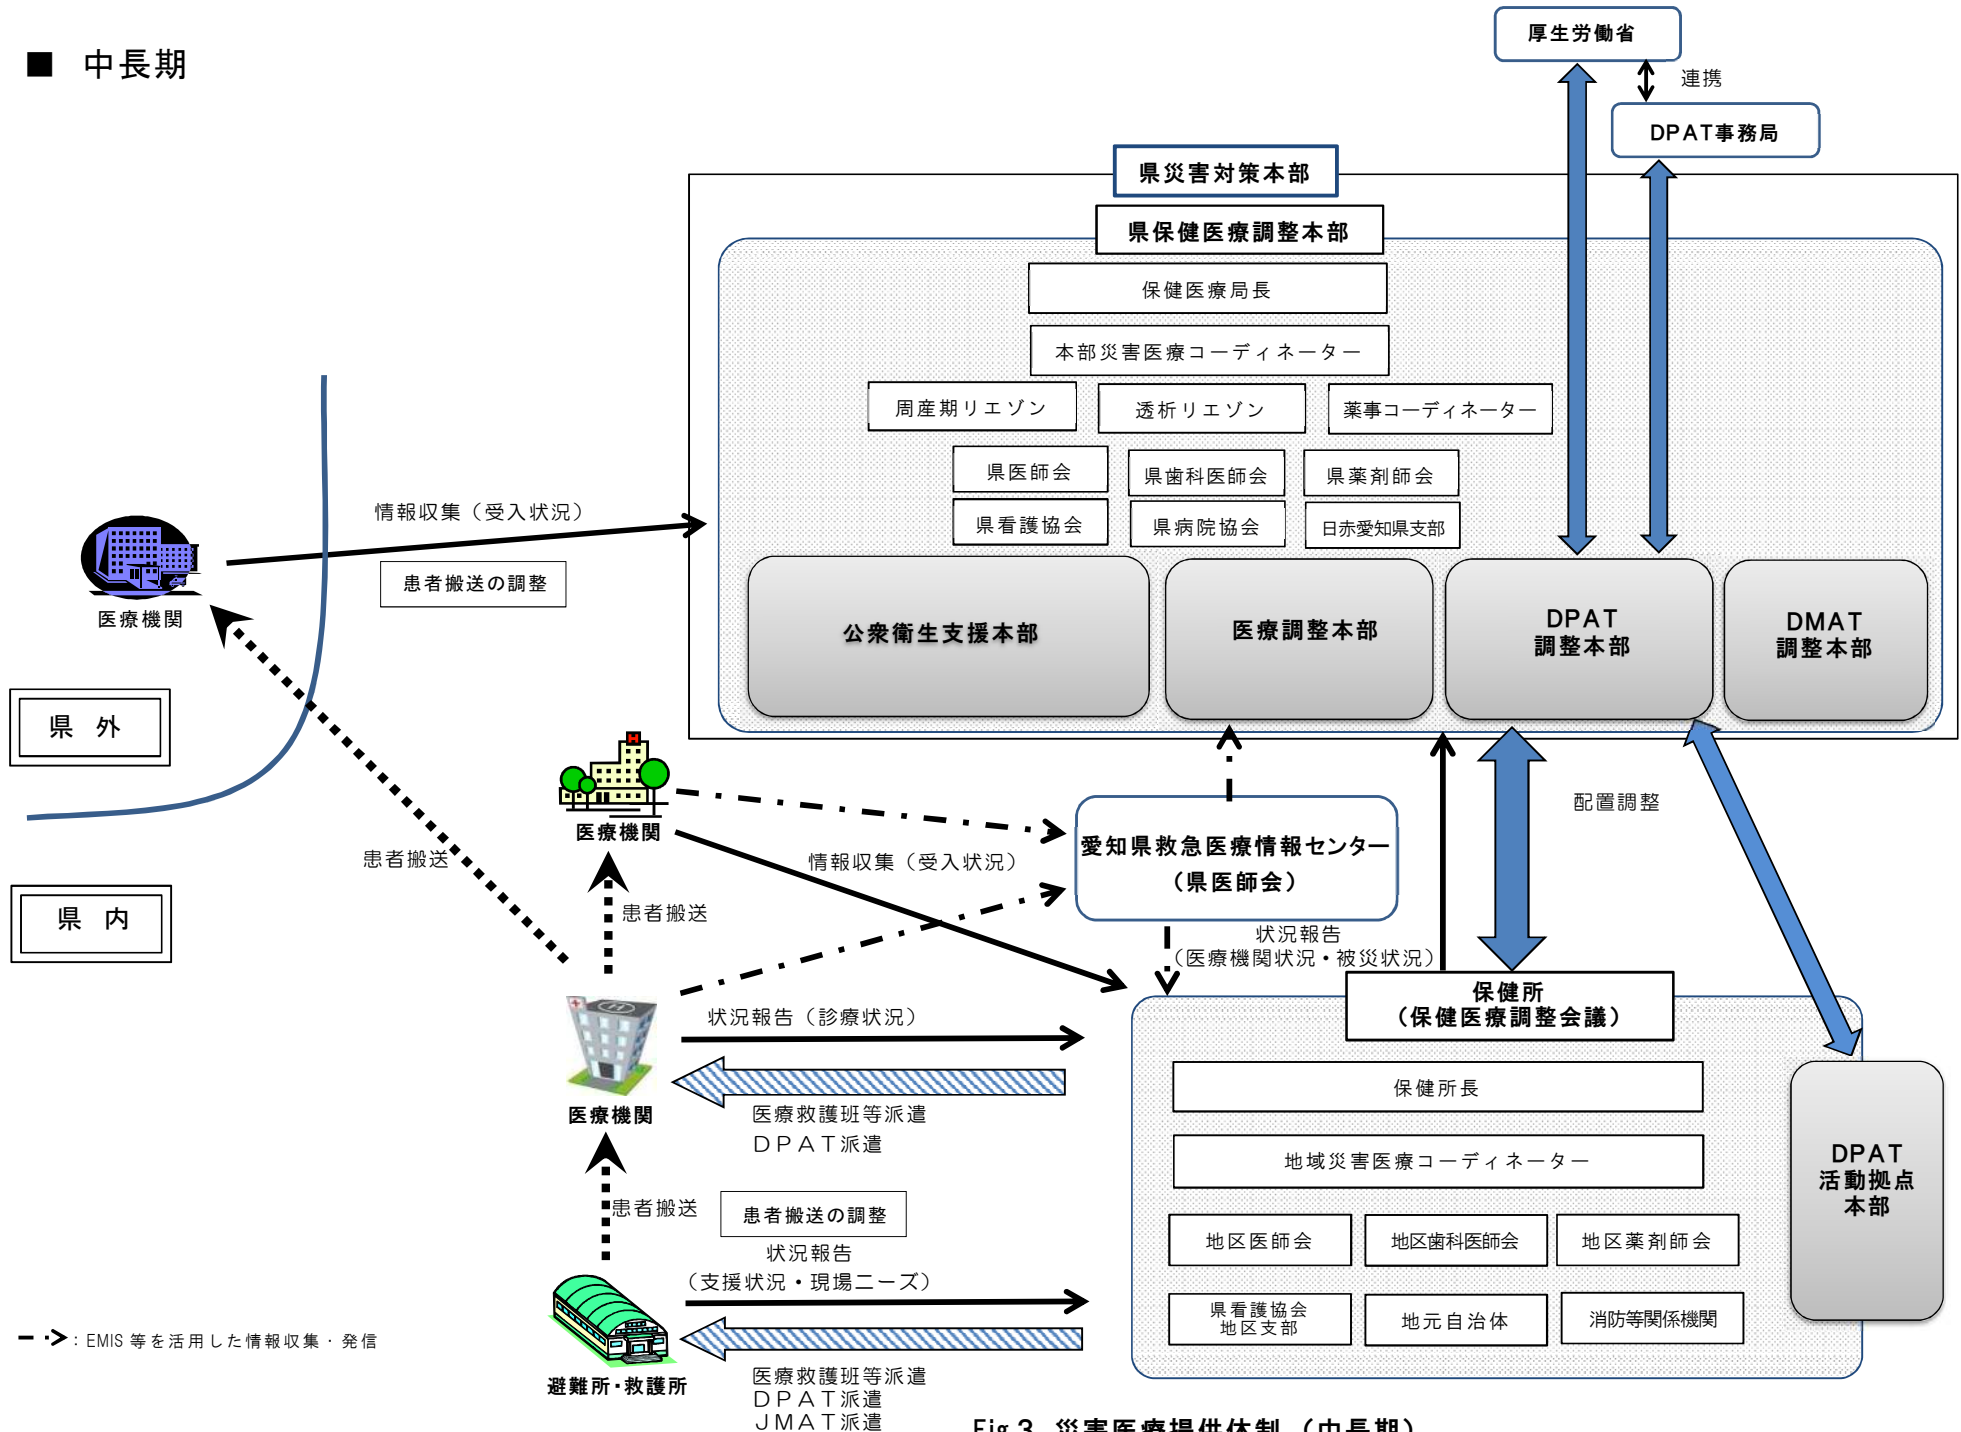 ■ 中長期
厚生労働省
連携
DPAT事務局
県災害対策本部
県保健医療調整本部
保健医療局長
本部災害医療コーディネーター
周産期リエゾン
透析リエゾン
薬事コーディネーター
県医師会
県歯科医師会
県薬剤師会
県看護協会
県病院協会
日赤愛知県支部
公衆衛生支援本部
医療調整本部
DPAT
調整本部
DMAT
調整本部
情報収集（受入状況）
患者搬送の調整
医療機関
県 外
県 内
患者搬送
医療機関
患者搬送
情報収集（受入状況）
愛知県救急医療情報センター
（県医師会）
配置調整
状況報告
（医療機関状況・被災状況）
保健所
（保健医療調整会議）
保健所長
地域災害医療コーディネーター
地区医師会
地区歯科医師会
地区薬剤師会
県看護協会
地区支部
地元自治体
消防等関係機関
DPAT
活動拠点
本部
状況報告（診療状況）
医療機関
医療救護班等派遣
ＤＰＡＴ派遣
患者搬送
患者搬送の調整
状況報告
（支援状況・現場ニーズ）
避難所・救護所
医療救護班等派遣
ＤＰＡＴ派遣
ＪＭＡＴ派遣
：EMIS 等を活用した情報収集・発信
Fig 3 災害医療提供体制（中長期）